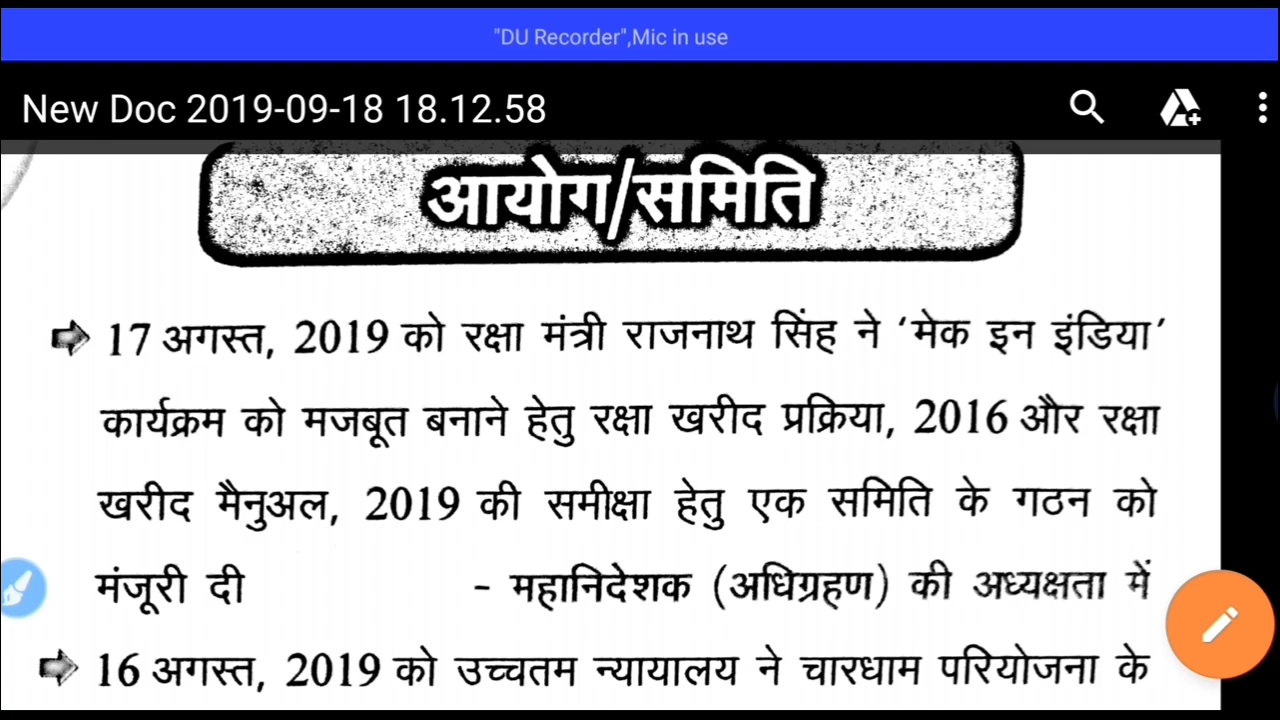 "DU Recorder",Mic in use
New Doc 2019-09-18 18.12.58
आयोग/समिति
17 अगस्त, 2019 को रक्षा मंत्री राजनाथ सिंह ने ‘मेक इन इंडिया’
कार्यक्रम को मजबूत बनाने हेतु रक्षा खरीद प्रक्रिया, 2016 और रक्षा
खरीद मैनुअल, 2019 की समीक्षा हेतु एक समिति के गठन को
मंजूरी दी - महानिदेशक (अधिग्रहण) की अध्यक्षता में
16 अगस्त, 2019 को उच्चतम न्यायालय ने चारधाम परियोजना के